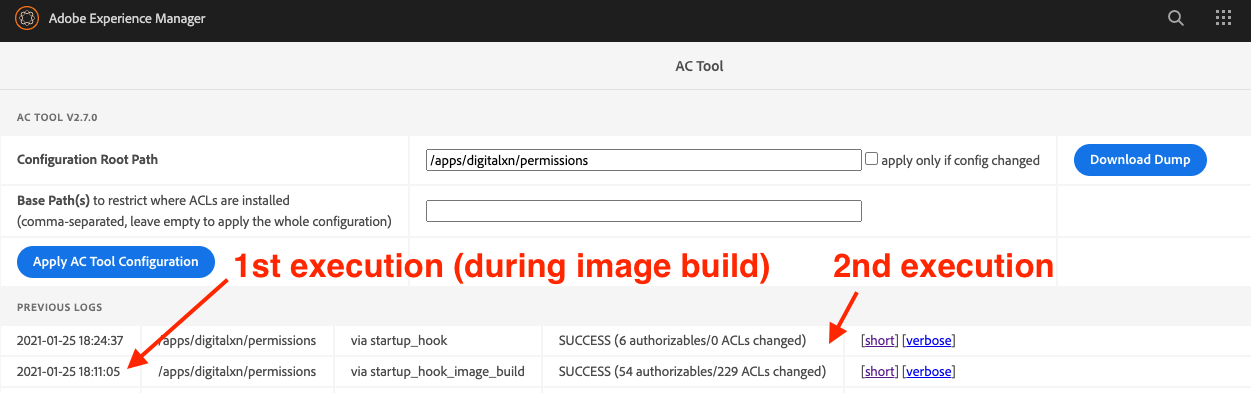 Adobe Experience Manager
AC Tool
AC TOOL V2.7.0
Configuration Root Path
/apps/digitalxn/permissions
apply only if config changed
Download Dump
Base Path(s) to restrict where ACLs are installed
(comma-separated, leave empty to apply the whole configuration)
Apply AC Tool Configuration
1st execution (during image build)
2nd execution
PREVIOUS LOGS
2021-01-25 18:24:37 /apps/digitalxn/permissions via startup_hook SUCCESS (6 authorizables/0 ACLs changed) [short] [verbose]
2021-01-25 18:11:05 /apps/digitalxn/permissions via startup_hook_image_build SUCCESS (54 authorizables/229 ACLs changed) [short] [verbose]